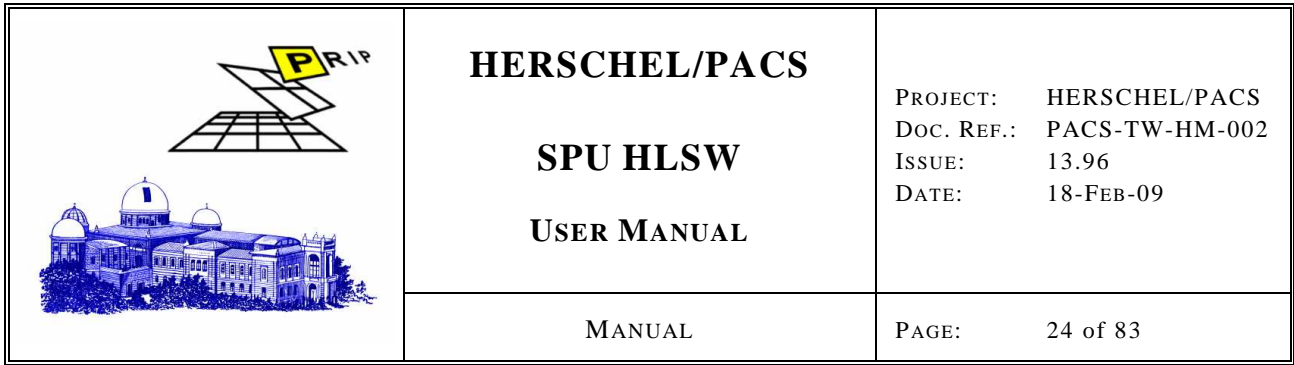 PRIP
HERSCHEL/PACS
SPU HLSW
USER MANUAL
PROJECT: HERSCHEL/PACS
DOC. REF.: PACS-TW-HM-002
ISSUE: 13.96
DATE: 18-FEB-09
MANUAL
PAGE: 24 of 83